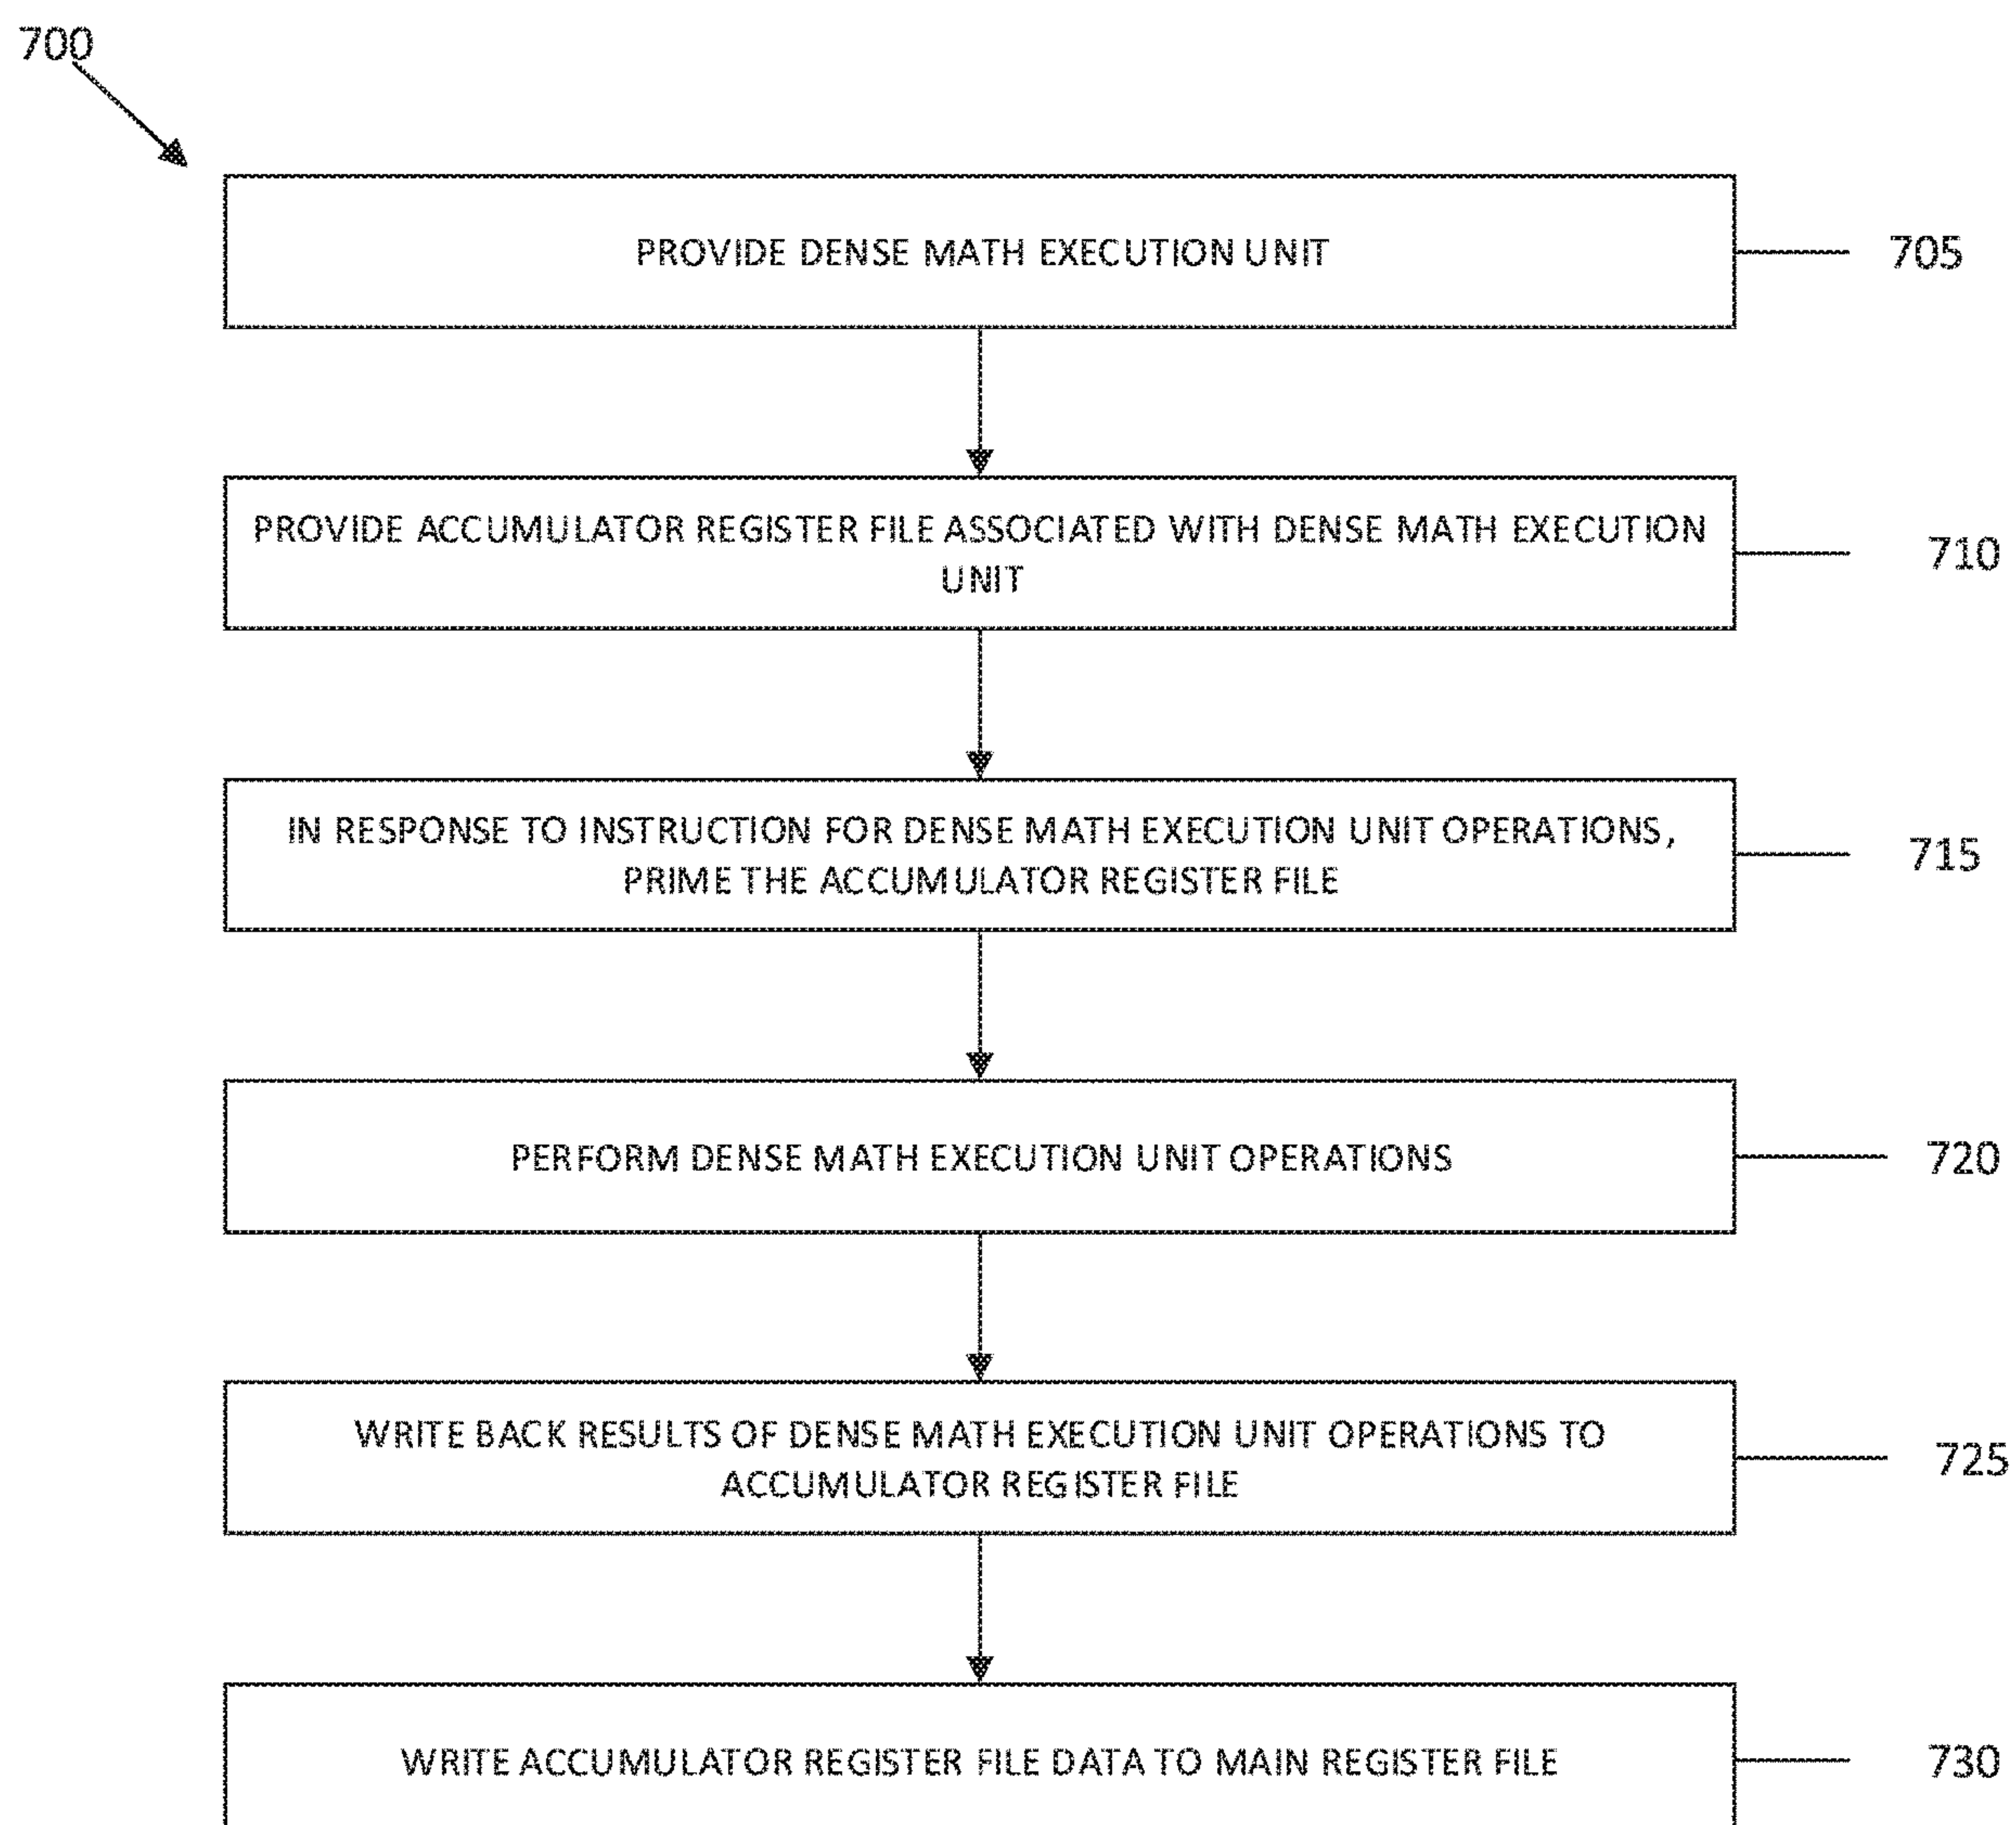 700
PROVIDE DENSE MATH EXECUTION UNIT
705
PROVIDE ACCUMULATOR REGISTER FILE ASSOCIATED WITH DENSE MATH EXECUTION
UNIT
710
IN RESPONSE TO INSTRUCTION FOR DENSE MATH EXECUTION UNIT OPERATIONS,
PRIME THE ACCUMULATOR REGISTER FILE
715
PERFORM DENSE MATH EXECUTION UNIT OPERATIONS
720
WRITE BACK RESULTS OF DENSE MATH EXECUTION UNIT OPERATIONS TO
ACCUMULATOR REGISTER FILE
725
WRITE ACCUMULATOR REGISTER FILE DATA TO MAIN REGISTER FILE
730